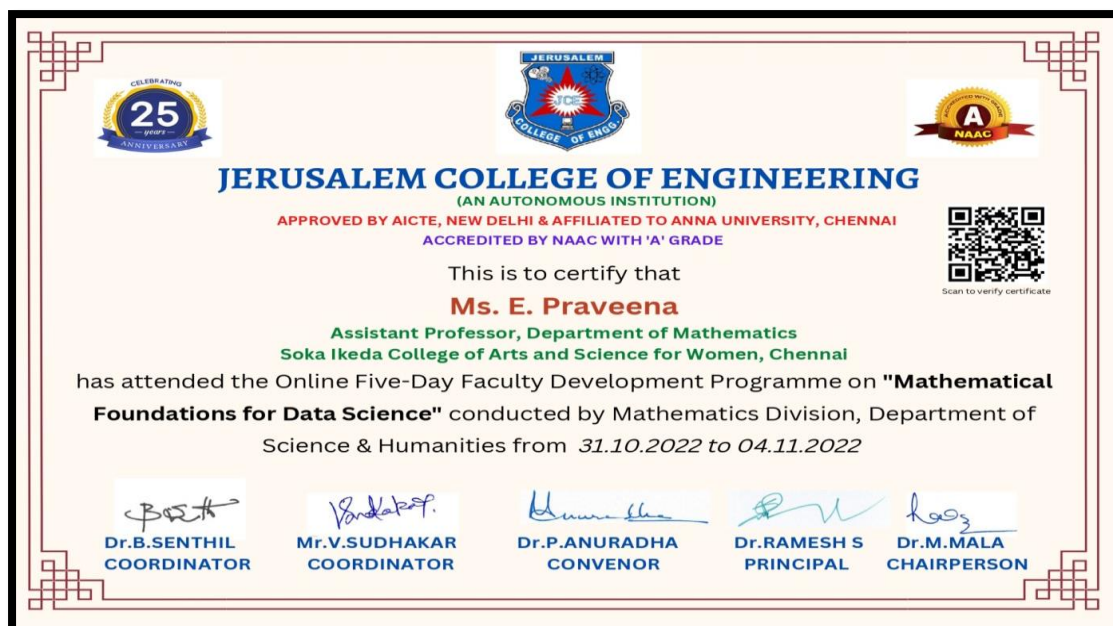 CELEBRATING
25
years
ANNIVERSARY
JERUSALEM
JCE
COLLEGE OF ENGG.
ACCREDITED WITH GRADE
A
NAAC
JERUSALEM COLLEGE OF ENGINEERING
(AN AUTONOMOUS INSTITUTION)
APPROVED BY AICTE, NEW DELHI & AFFILIATED TO ANNA UNIVERSITY, CHENNAI
ACCREDITED BY NAAC WITH 'A' GRADE
Scan to verify certificate
This is to certify that
Ms. E. Praveena
Assistant Professor, Department of Mathematics
Soka Ikeda College of Arts and Science for Women, Chennai
has attended the Online Five-Day Faculty Development Programme on "Mathematical
Foundations for Data Science" conducted by Mathematics Division, Department of
Science & Humanities from 31.10.2022 to 04.11.2022
Dr.B.SENTHIL
COORDINATOR
Mr.V.SUDHAKAR
COORDINATOR
Dr.P.ANURADHA
CONVENOR
Dr.RAMESH S
PRINCIPAL
Dr.M.MALA
CHAIRPERSON